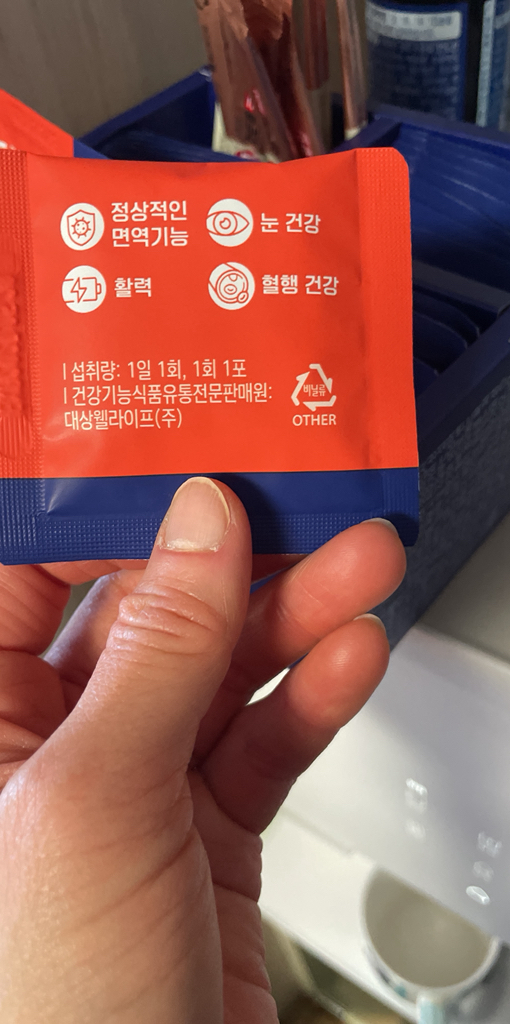 정상적인
면역기능
눈 건강
활력
혈행 건강
| 섭취량: 1일 1회, 1회 1포
| 건강기능식품유통전문판매원:
대상웰라이프(주)
비닐류
OTHER